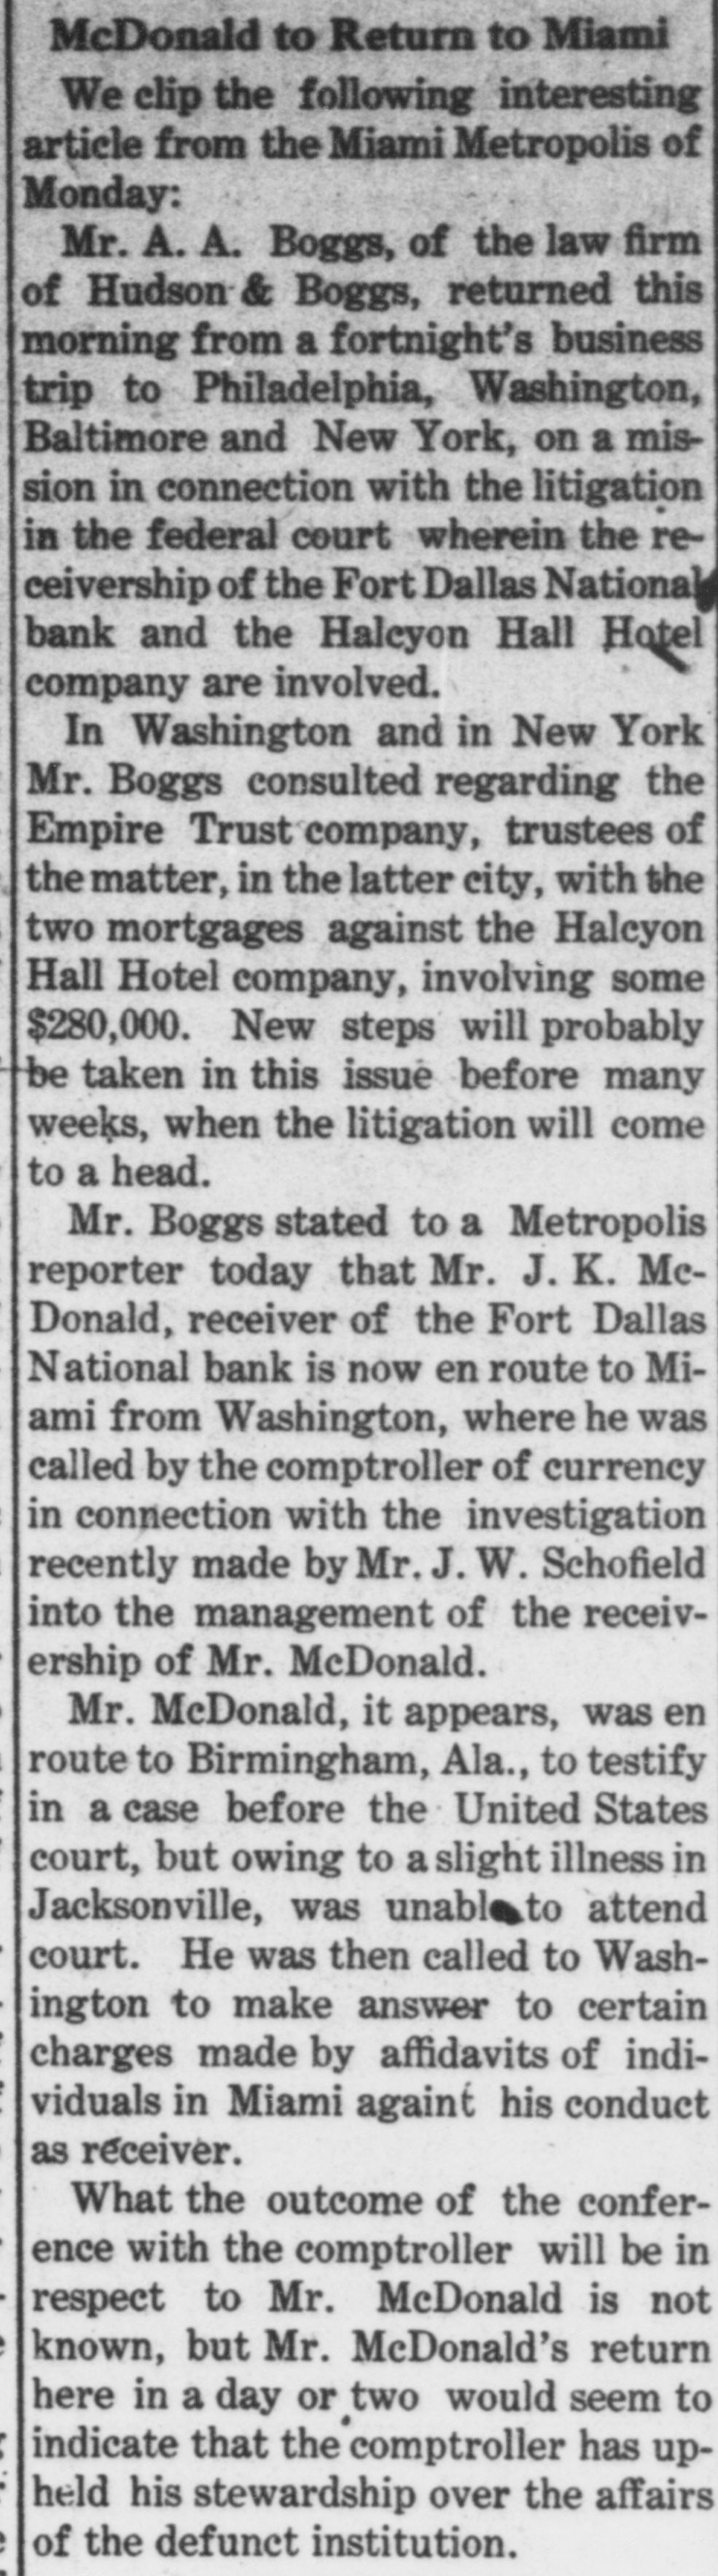 McDonald to Return to Miami
We clip the following interesting
article from the Miami Metropolis of
Monday:
Mr. A. A. Boggs, of the law firm
of Hudson & Boggs, returned this
morning from a fortnight's business
trip to Philadelphia, Washington,
Baltimore and New York, on a mis-
sion in connection with the litigation
in the federal court wherein the re-
ceivership of the Fort Dallas National
bank and the Halcyon Hall Hotel
company are involved.
In Washington and in New York
Mr. Boggs consulted regarding the
Empire Trust company, trustees of
the matter, in the latter city, with the
two mortgages against the Halcyon
Hall Hotel company, involving some
$280,000. New steps will probably
be taken in this issue before many
weeks, when the litigation will come
to a head.
Mr. Boggs stated to a Metropolis
reporter today that Mr. J. K. Mc-
Donald, receiver of the Fort Dallas
National bank is now en route to Mi-
ami from Washington, where he was
called by the comptroller of currency
in connection with the investigation
recently made by Mr. J. W. Schofield
into the management of the receiv-
ership of Mr. McDonald.
Mr. McDonald, it appears, was en
route to Birmingham, Ala., to testify
in a case before the United States
court, but owing to a slight illness in
Jacksonville, was unable to attend
court. He was then called to Wash-
ington to make answer to certain
charges made by affidavits of indi-
viduals in Miami againt his conduct
as receiver.
What the outcome of the confer-
ence with the comptroller will be in
respect to Mr. McDonald is not
known, but Mr. McDonald's return
here in a day or two would seem to
indicate that the comptroller has up-
held his stewardship over the affairs
of the defunct institution.